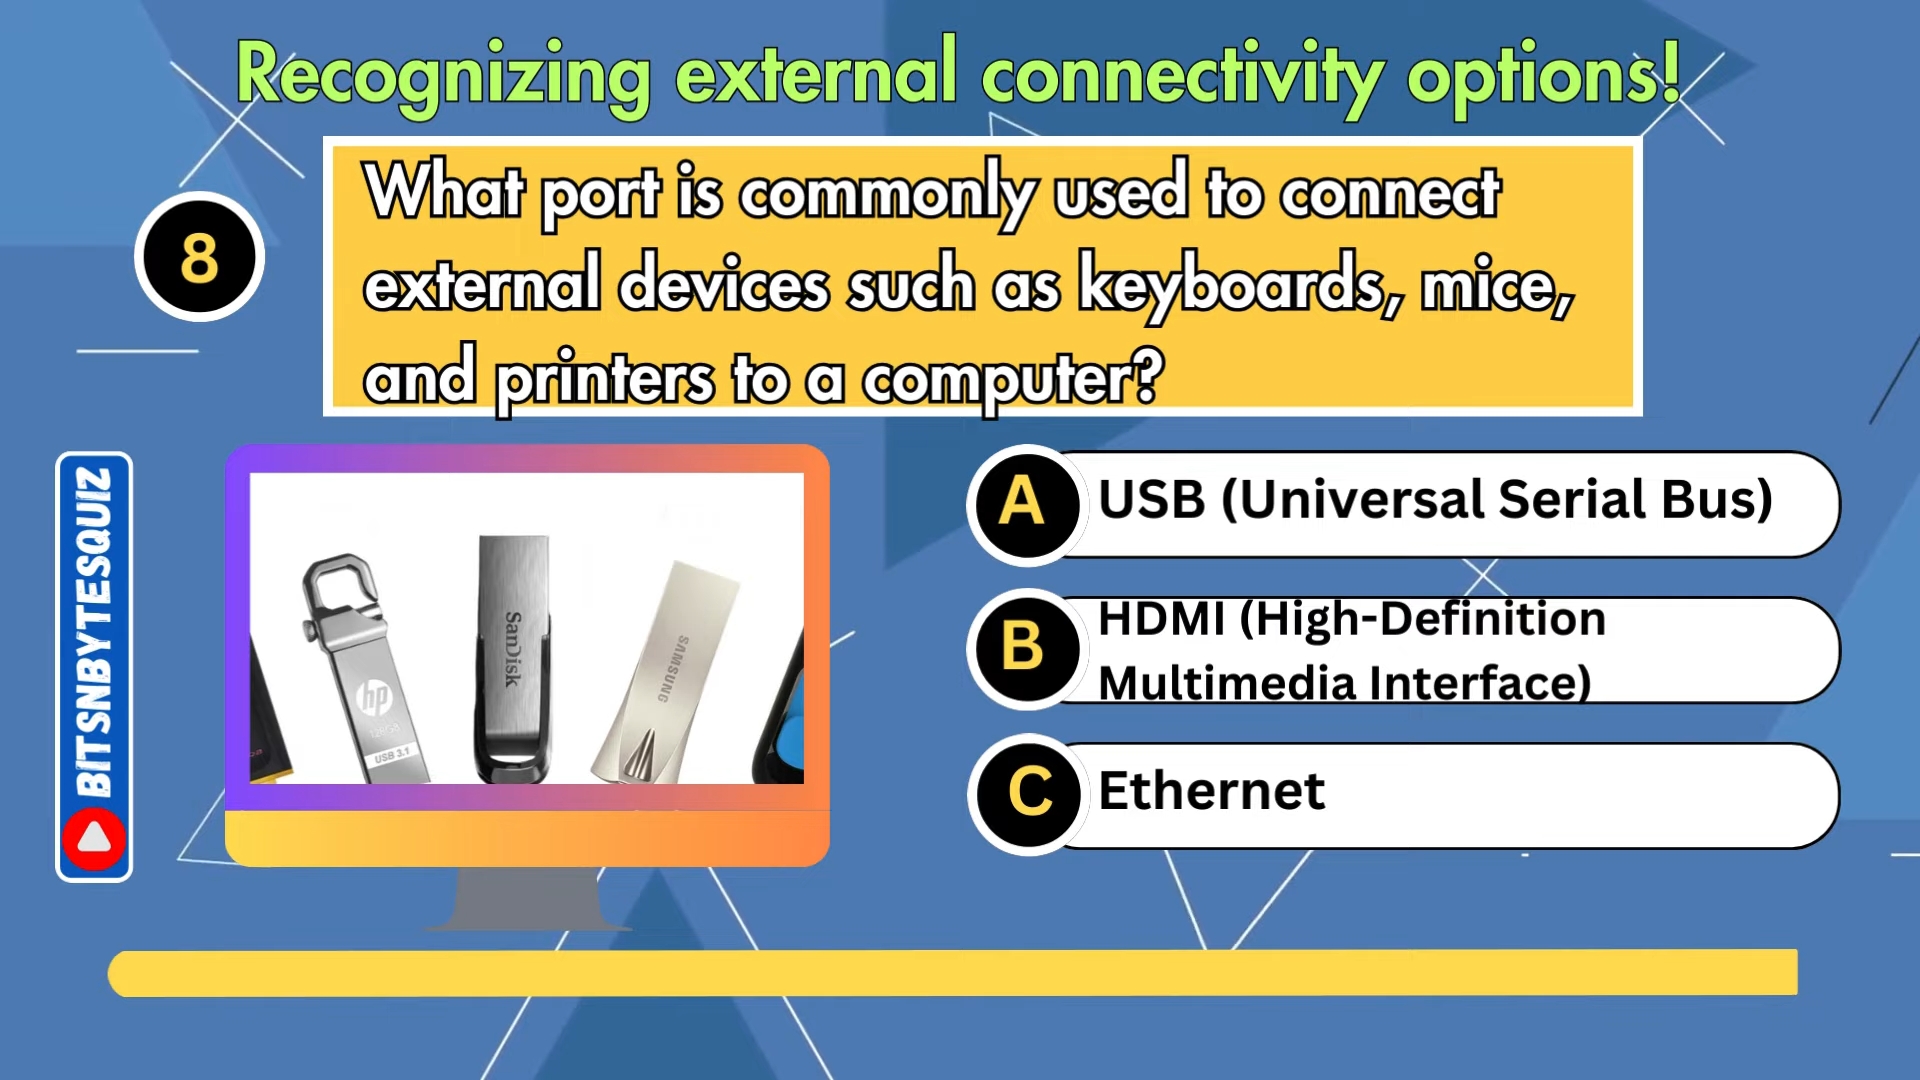 Recognizing external connectivity options!
8
What port is commonly used to connect
external devices such as keyboards, mice,
and printers to a computer?
BITSNBYTESQUIZ
hp
128GB
USB 3.1
SanDisk
SAMSUNG
A
USB (Universal Serial Bus)
B
HDMI (High-Definition
Multimedia Interface)
C
Ethernet